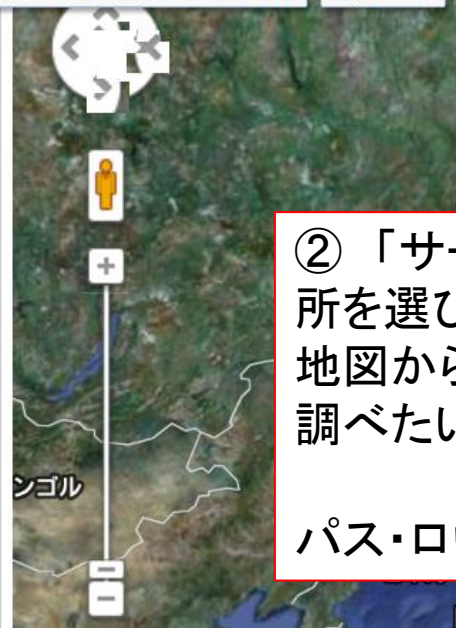 ② 「サー
所を選び
地図から
調べたい
パス・ロ
ンゴル